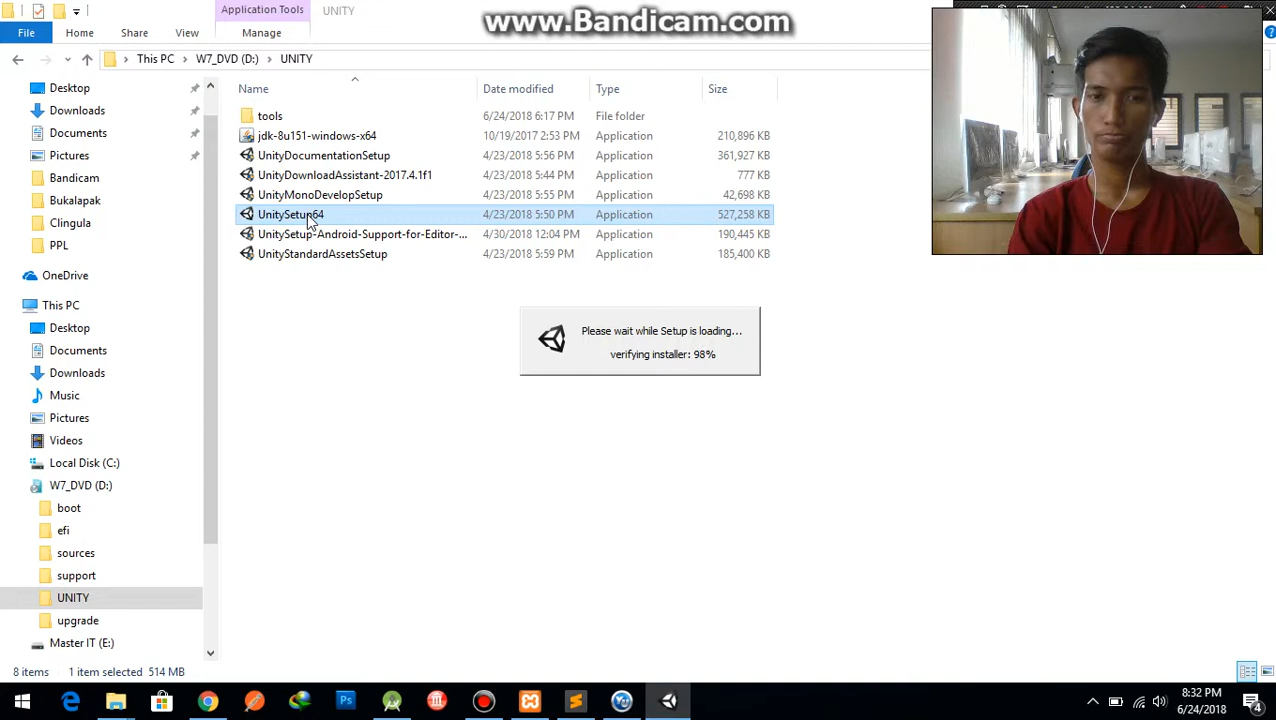 Application Tools
UNITY
www.Bandicam.com
File
Home
Share
View
Manage
This PC
W7_DVD (D:)
UNITY
Name
Date modified
Type
Size
tools
6/24/2018 6:17 PM
File folder
jdk-8u151-windows-x64
10/19/2017 2:53 PM
Application
210,896 KB
UnityDocumentationSetup
4/23/2018 5:56 PM
Application
361,927 KB
UnityDownloadAssistant-2017.4.1f1
4/23/2018 5:44 PM
Application
777 KB
UnityMonoDevelopSetup
4/23/2018 5:55 PM
Application
42,698 KB
UnitySetup64
4/23/2018 5:50 PM
Application
527,258 KB
UnitySetup-Android-Support-for-Editor-...
4/30/2018 12:04 PM
Application
190,445 KB
UnityStandardAssetsSetup
4/23/2018 5:59 PM
Application
185,400 KB
Desktop
Downloads
Documents
Pictures
Bandicam
Bukalapak
Clingula
PPL
OneDrive
This PC
Desktop
Documents
Downloads
Music
Pictures
Videos
Local Disk (C:)
W7_DVD (D:)
boot
efi
sources
support
UNITY
upgrade
Master IT (E:)
Please wait while Setup is loading...
verifying installer: 98%
8 items
1 item selected 514 MB
Ps
8:32 PM
6/24/2018
4